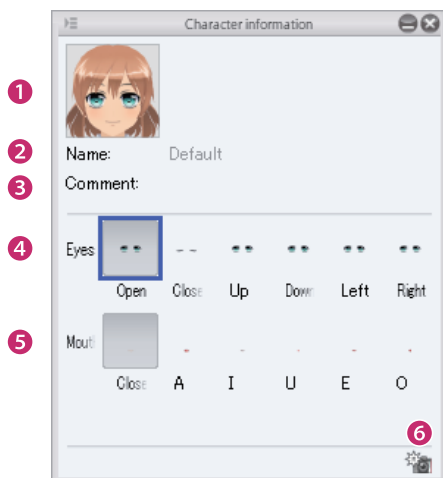 Character information
1
2 Name: Default
3 Comment:
4 Eyes
Open Close Up Down Left Right
5 Mout
Close A I U E O
6